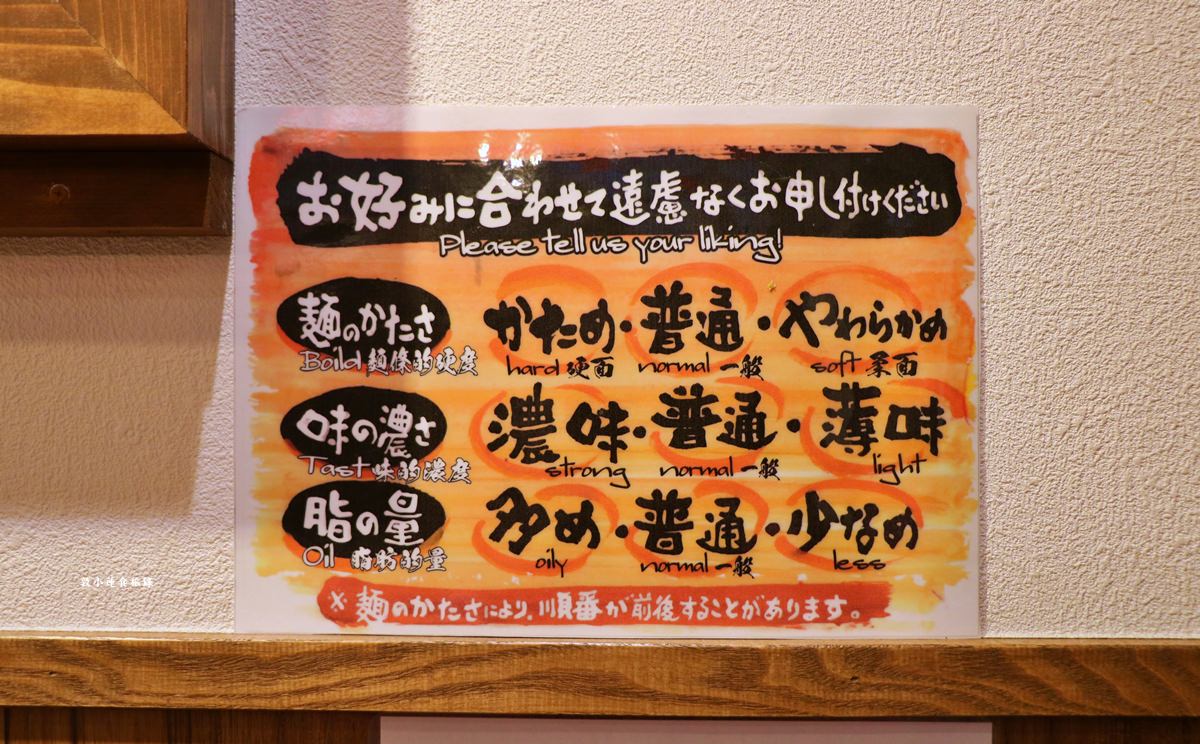 お好みに合わせて遠慮なくお申し付けください
Please tell us your liking!
麺のかたさ かため・普通・やわらかめ
Boild 麵條的硬度 hard 硬面 normal 一般 soft 柔面
味の濃さ 濃味・普通・薄味
Tast 味的濃度 strong normal 一般 light
脂の量 多め・普通・少なめ
Oil 脂肪的量 oily normal 一般 less
※麺のかたさにより、順番が前後することがあります。